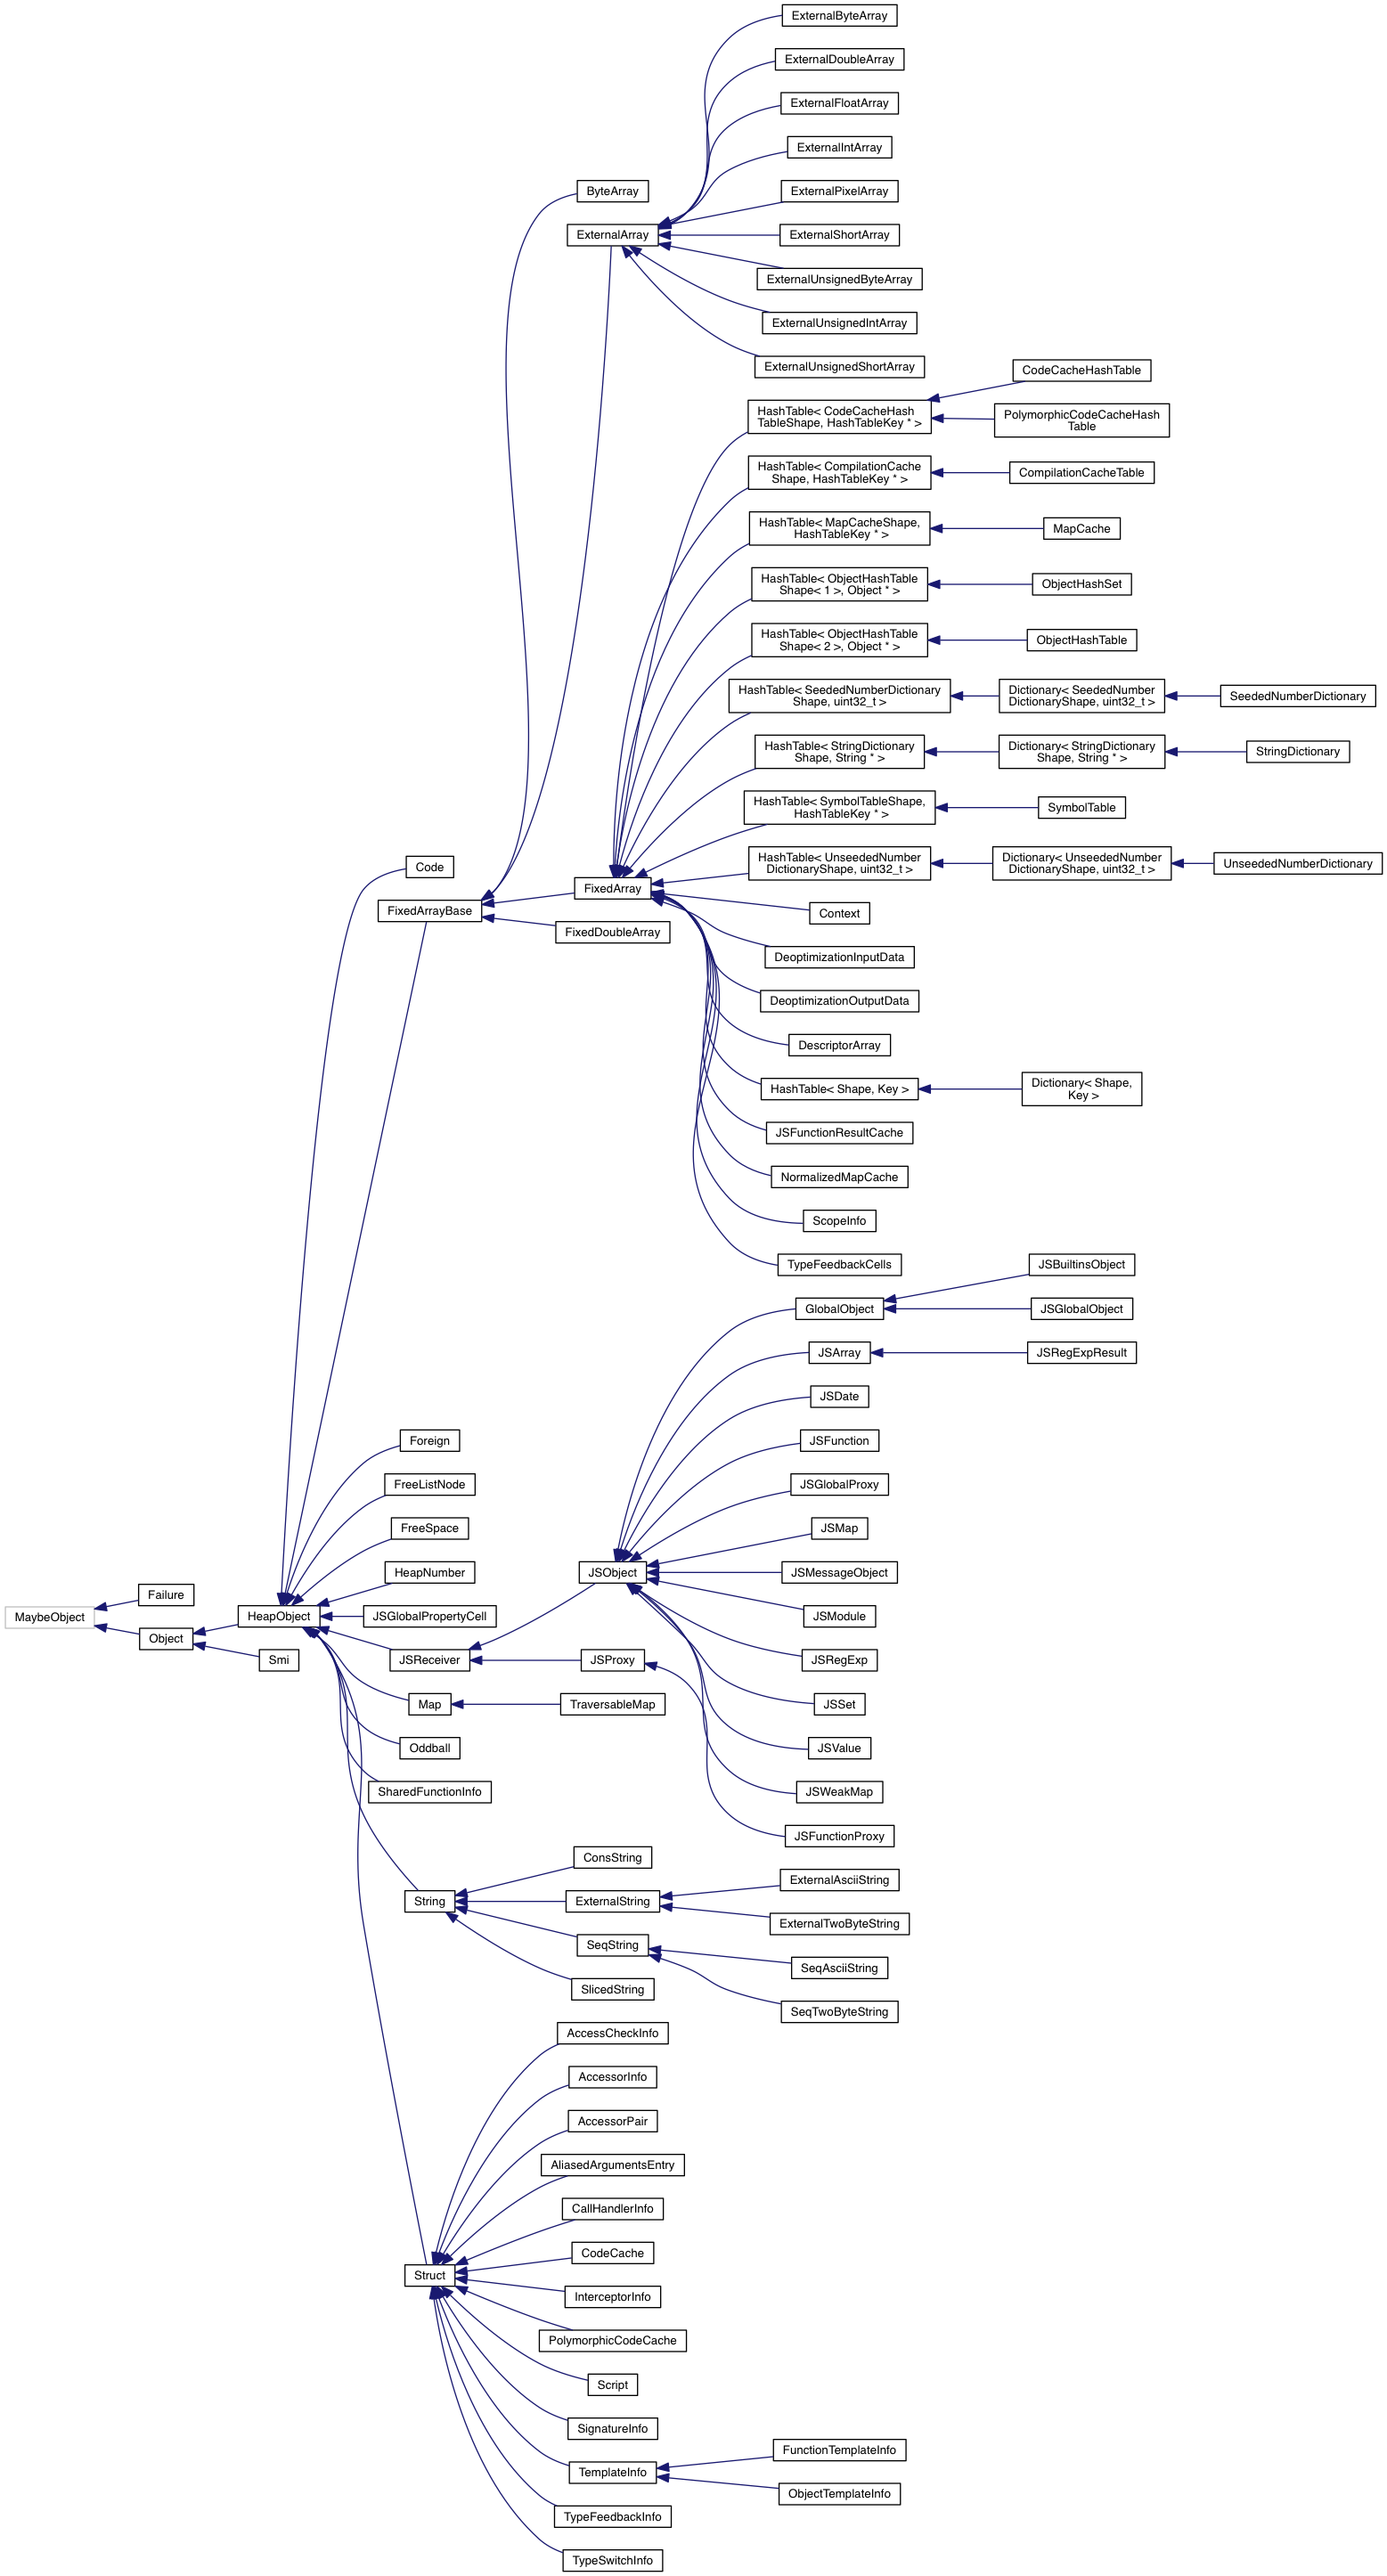 ExternalByteArray
ExternalDoubleArray
ExternalFloatArray
ExternalIntArray
ByteArray
ExternalPixelArray
ExternalArray
ExternalShortArray
ExternalUnsignedByteArray
ExternalUnsignedIntArray
ExternalUnsignedShortArray
CodeCacheHashTable
HashTable< CodeCacheHash
TableShape, HashTableKey * >
PolymorphicCodeCacheHash
Table
HashTable< CompilationCache
Shape, HashTableKey * >
CompilationCacheTable
HashTable< MapCacheShape,
HashTableKey * >
MapCache
HashTable< ObjectHashTable
Shape< 1 >, Object * >
ObjectHashSet
HashTable< ObjectHashTable
Shape< 2 >, Object * >
ObjectHashTable
HashTable< SeededNumberDictionary
Shape, uint32_t >
Dictionary< SeededNumber
DictionaryShape, uint32_t >
SeededNumberDictionary
HashTable< StringDictionary
Shape, String * >
Dictionary< StringDictionary
Shape, String * >
StringDictionary
HashTable< SymbolTableShape,
HashTableKey * >
SymbolTable
HashTable< UnseededNumber
DictionaryShape, uint32_t >
Dictionary< UnseededNumber
DictionaryShape, uint32_t >
UnseededNumberDictionary
Code
FixedArray
FixedArrayBase
Context
FixedDoubleArray
DeoptimizationInputData
DeoptimizationOutputData
DescriptorArray
HashTable< Shape, Key >
Dictionary< Shape,
Key >
JSFunctionResultCache
NormalizedMapCache
ScopeInfo
TypeFeedbackCells
JSBuiltinsObject
GlobalObject
JSGlobalObject
JSArray
JSRegExpResult
JSDate
Foreign
JSFunction
FreeListNode
JSGlobalProxy
FreeSpace
JSMap
HeapNumber
JSObject
JSMessageObject
Failure
MaybeObject
HeapObject
JSGlobalPropertyCell
JSModule
Object
Smi
JSReceiver
JSProxy
JSRegExp
Map
TraversableMap
JSSet
Oddball
JSValue
SharedFunctionInfo
JSWeakMap
JSFunctionProxy
ConsString
String
ExternalString
ExternalAsciiString
ExternalTwoByteString
SeqString
SeqAsciiString
SlicedString
SeqTwoByteString
AccessCheckInfo
AccessorInfo
AccessorPair
AliasedArgumentsEntry
CallHandlerInfo
CodeCache
Struct
InterceptorInfo
PolymorphicCodeCache
Script
SignatureInfo
FunctionTemplateInfo
TemplateInfo
ObjectTemplateInfo
TypeFeedbackInfo
TypeSwitchInfo